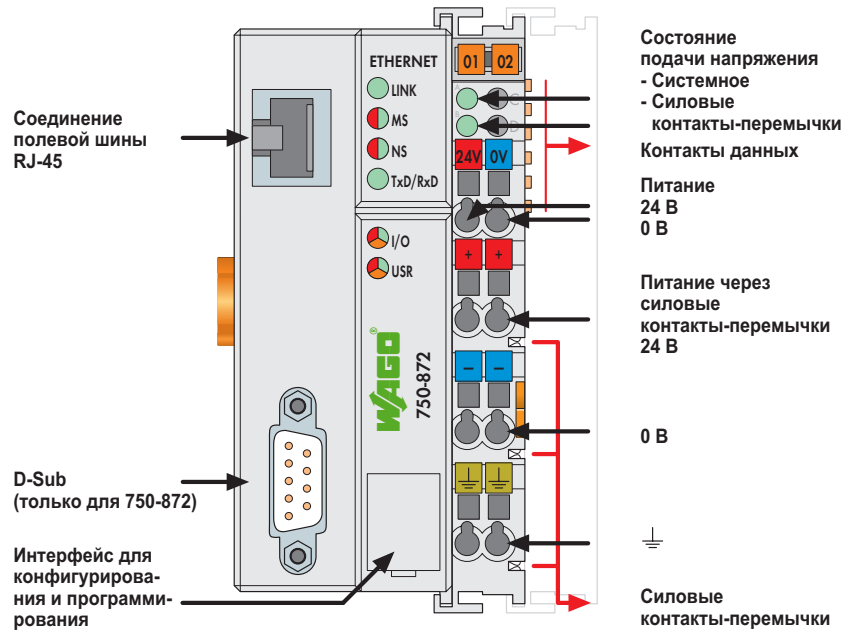 Соединение
полевой шины
RJ-45
D-Sub
(только для 750-872)
Интерфейс для
конфигурирова-
ния и программи-
рования
ETHERNET
LINK
MS
NS
TxD/RxD
I/O
USR
WAGO
®
750-872
01 02
A
C
B
D
24V 0V
+ +
– –
Состояние
подачи напряжения
- Системное
- Силовые
контакты-перемычки
Контакты данных
Питание
24 В
0 В
Питание через
силовые
контакты-перемычки
24 В
0 В
Силовые
контакты-перемычки